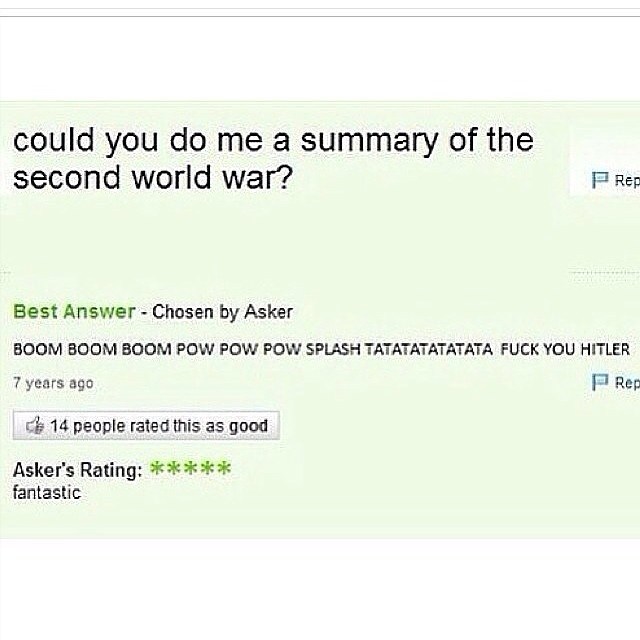 could you do me a summary of the
second world war?
Rep
Best Answer - Chosen by Asker
BOOM BOOM BOOM POW POW POW SPLASH TATATATATATATA FUCK YOU HITLER
7 years ago
Rep
14 people rated this as good
Asker's Rating: *****
fantastic